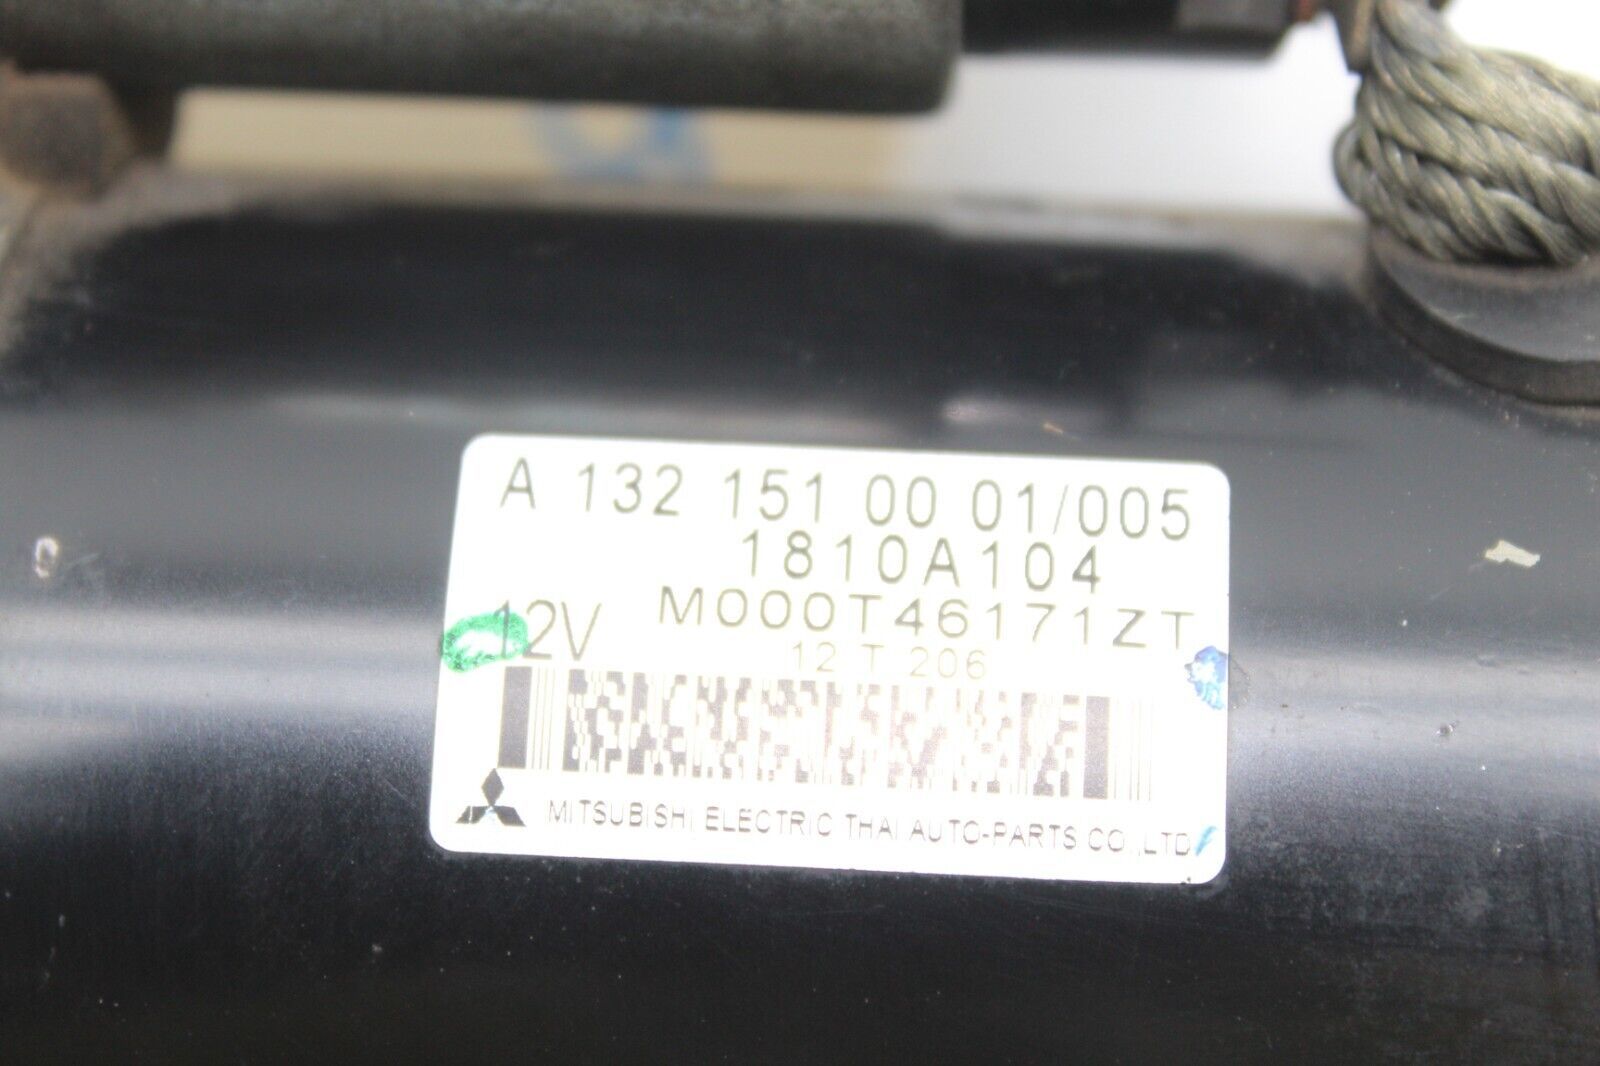 A 132 151 00 01/005
1810A104
12V M000T46171ZT
12 T 206
MITSUBISHI ELECTRIC THAI AUTO-PARTS CO.,LTD.